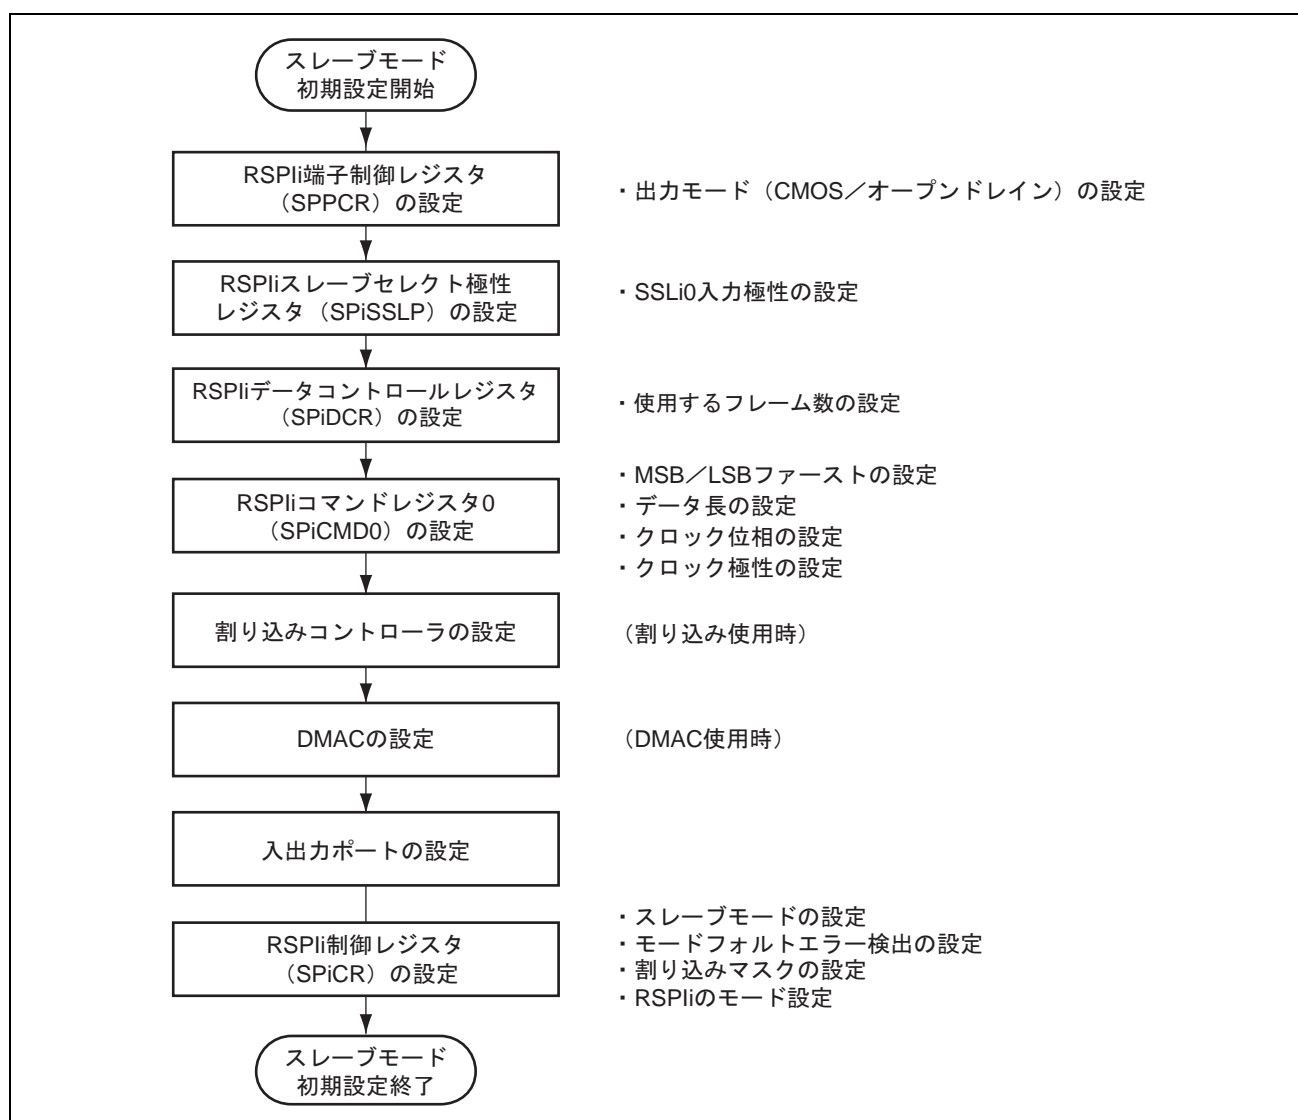 スレーブモード
初期設定開始
RSPIi端子制御レジスタ
（SPPCR）の設定
・出力モード（CMOS／オープンドレイン）の設定
RSPIiスレーブセレクト極性
レジスタ（SPiSSLP）の設定
・SSLi0入力極性の設定
RSPIiデータコントロールレジスタ
（SPiDCR）の設定
・使用するフレーム数の設定
RSPIiコマンドレジスタ0
（SPiCMD0）の設定
・MSB／LSBファーストの設定
・データ長の設定
・クロック位相の設定
・クロック極性の設定
割り込みコントローラの設定
（割り込み使用時）
DMACの設定
（DMAC使用時）
入出力ポートの設定
RSPIi制御レジスタ
（SPiCR）の設定
・スレーブモードの設定
・モードフォルトエラー検出の設定
・割り込みマスクの設定
・RSPIiのモード設定
スレーブモード
初期設定終了